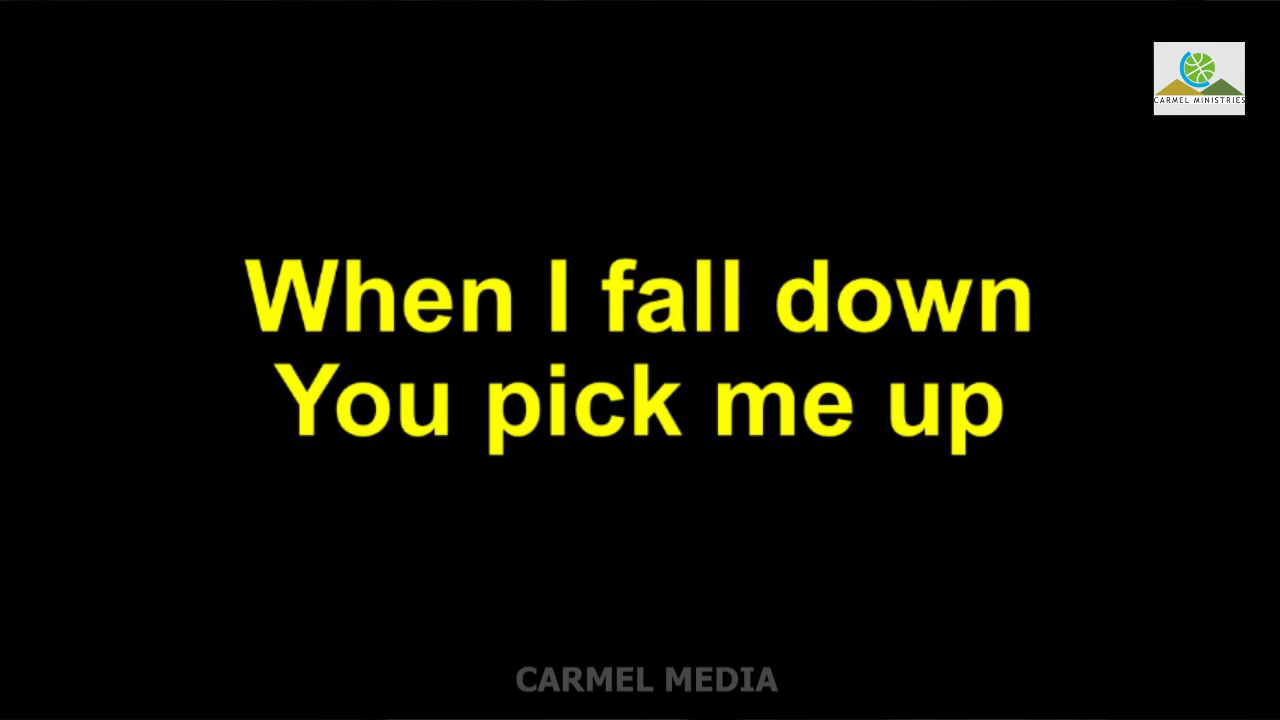 CARMEL MINISTRIES
When I fall down
You pick me up
CARMEL MEDIA